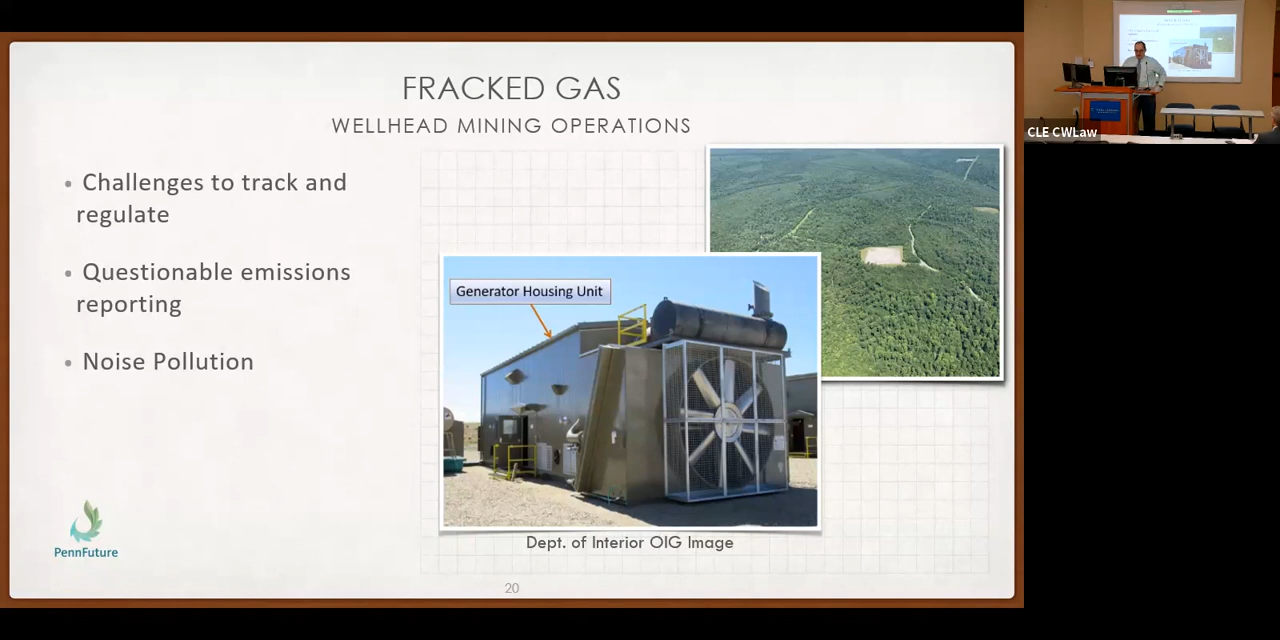 FRACKED GAS
WELLHEAD MINING OPERATIONS
• Challenges to track and
regulate
• Questionable emissions
reporting
• Noise Pollution
Generator Housing Unit
Dept. of Interior OIG Image
PennFuture
20
CLE CWLaw